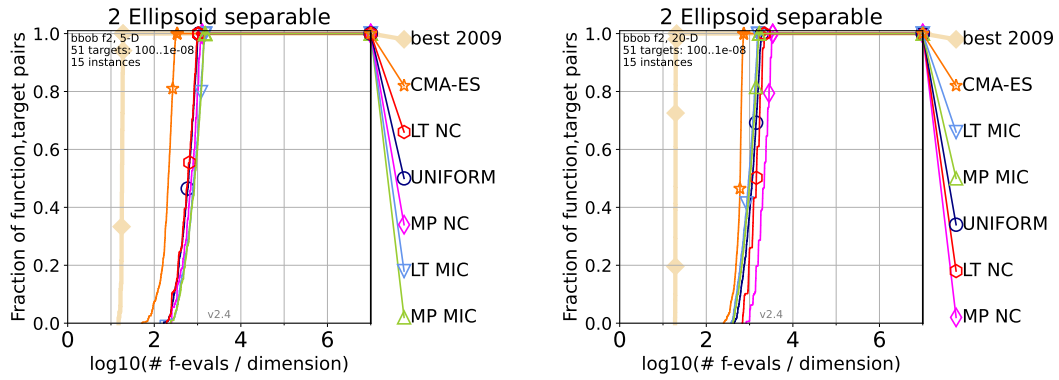 2 Ellipsoid separable
bbob f2, 5-D
51 targets: 100..1e-08
15 instances
Fraction of function,target pairs
1.0
0.8
0.6
0.4
0.2
0.0
0
2
4
6
log10(# f-evals / dimension)
v2.4
best 2009
CMA-ES
LT NC
UNIFORM
MP NC
LT MIC
MP MIC
2 Ellipsoid separable
bbob f2, 20-D
51 targets: 100..1e-08
15 instances
Fraction of function,target pairs
1.0
0.8
0.6
0.4
0.2
0.0
0
2
4
6
log10(# f-evals / dimension)
v2.4
best 2009
CMA-ES
LT MIC
MP MIC
UNIFORM
LT NC
MP NC